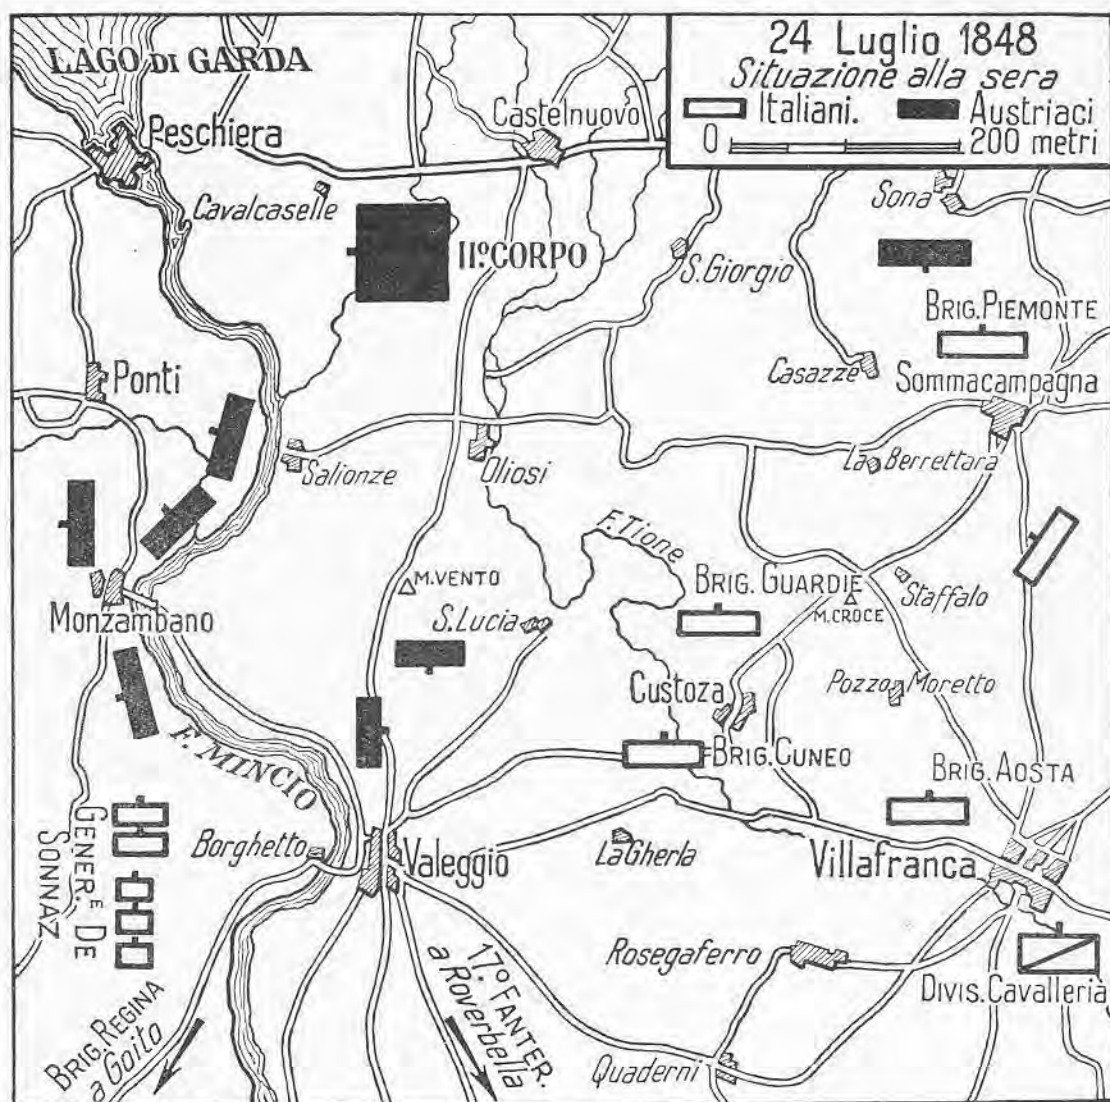 24 Luglio 1848
Situazione alla sera
Italiani. Austriaci
0 200 metri
LAGO DI GARDA
Peschiera
Castelnuovo
Cavalcaselle
Sona
IIº CORPO
S. Giorgio
BRIG. PIEMONTE
Ponti
Casazze
Sommacampagna
Salionze
Oliosi
La Berrettara
F. Tione
M. VENTO
BRIG. GUARDIE
Staffalo
M. CROCE
Monzambano
S. Lucia
Custoza
Pozzo Moretto
F. MINCIO
BRIG. CUNEO
BRIG. AOSTA
GENER.E DE
SONNAZ
Borghetto
Valeggio
La Gherla
Villafranca
Rosegaferro
DIVIS. CAVALLERIA
BRIG. REGINA
a Goito
17º FANTER.
a Roverbella
Quaderni